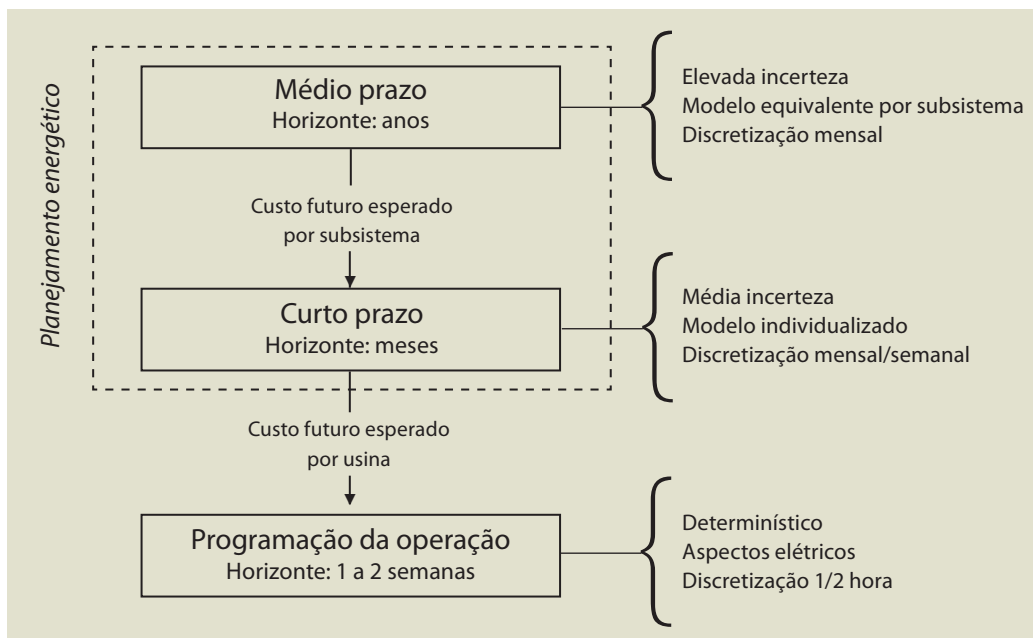 Planejamento energético
Médio prazo
Horizonte: anos
Elevada incerteza
Modelo equivalente por subsistema
Discretização mensal
Custo futuro esperado
por subsistema
Curto prazo
Horizonte: meses
Média incerteza
Modelo individualizado
Discretização mensal/semanal
Custo futuro esperado
por usina
Programação da operação
Horizonte: 1 a 2 semanas
Determinístico
Aspectos elétricos
Discretização 1/2 hora